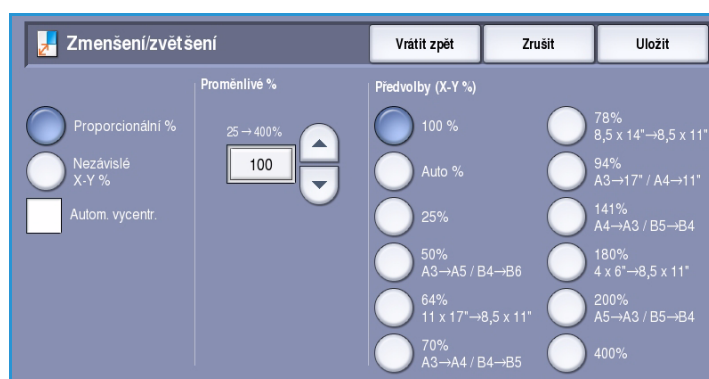 Zmenšení/zvětšení
Vrátit zpět
Zrušit
Uložit
Proporcionální %
Nezávislé
X-Y %
Autom. vycentr.
Proměnlivé %
25→400%
100
Předvolby (X-Y %)
100 %
Auto %
25%
50%
A3→A5 / B4→B6
64%
11 x 17"→8,5 x 11"
70%
A3→A4 / B4→B5
78%
8,5 x 14"→8,5 x 11"
94%
A3→17" / A4→11"
141%
A4→A3 / B5→B4
180%
4 x 6"→8,5 x 11"
200%
A5→A3 / B5→B4
400%